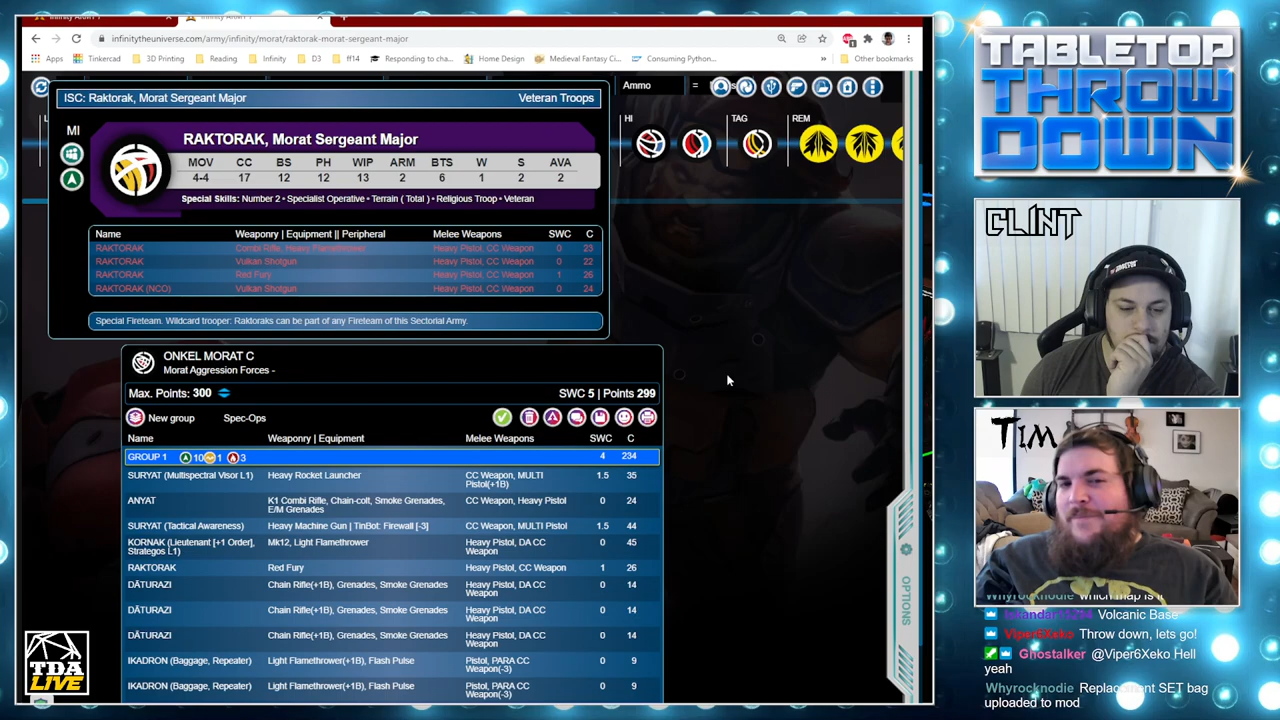 infinitytheuniverse.com/army/infinity/morat/raktorak-morat-sergeant-major
Apps Tinkercad 3D Printing Reading Infinity D3 ff14 Responding to cha... Home Design Medieval Fantasy Ci... Consuming Python... » Other bookmarks
ISC: Raktorak, Morat Sergeant Major Veteran Troops
Ammo =
MI
RAKTORAK, Morat Sergeant Major
HI TAG REM
MOV CC BS PH WIP ARM BTS W S AVA
4-4 17 12 12 13 2 6 1 2 2
Special Skills: Number 2 • Specialist Operative • Terrain ( Total ) • Religious Troop • Veteran
Name Weaponry | Equipment || Peripheral Melee Weapons SWC C
RAKTORAK Combi Rifle, Heavy Flamethrower Heavy Pistol, CC Weapon 0 23
RAKTORAK Vulkan Shotgun Heavy Pistol, CC Weapon 0 22
RAKTORAK Red Fury Heavy Pistol, CC Weapon 1 26
RAKTORAK (NCO) Vulkan Shotgun Heavy Pistol, CC Weapon 0 24
Special Fireteam. Wildcard trooper: Raktoraks can be part of any Fireteam of this Sectorial Army.
ONKEL MORAT C
Morat Aggression Forces -
Max. Points: 300 SWC 5 | Points 299
New group Spec-Ops
Name Weaponry | Equipment Melee Weapons SWC C
GROUP 1 10 1 3 4 234
SURYAT (Multispectral Visor L1) Heavy Rocket Launcher CC Weapon, MULTI Pistol(+1B) 1.5 35
ANYAT K1 Combi Rifle, Chain-colt, Smoke Grenades, E/M Grenades CC Weapon, Heavy Pistol 0 24
SURYAT (Tactical Awareness) Heavy Machine Gun | TinBot: Firewall [-3] CC Weapon, MULTI Pistol 1.5 44
KORNAK (Lieutenant [+1 Order], Strategos L1) Mk12, Light Flamethrower Heavy Pistol, DA CC Weapon 0 45
RAKTORAK Red Fury Heavy Pistol, CC Weapon 1 26
DĀTURAZI Chain Rifle(+1B), Grenades, Smoke Grenades Heavy Pistol, DA CC Weapon 0 14
DĀTURAZI Chain Rifle(+1B), Grenades, Smoke Grenades Heavy Pistol, DA CC Weapon 0 14
DĀTURAZI Chain Rifle(+1B), Grenades, Smoke Grenades Heavy Pistol, DA CC Weapon 0 14
IKADRON (Baggage, Repeater) Light Flamethrower(+1B), Flash Pulse Pistol, PARA CC Weapon(-3) 0 9
IKADRON (Baggage, Repeater) Light Flamethrower(+1B), Flash Pulse Pistol, PARA CC Weapon(-3) 0 9
OPTIONS
TDA
LIVE
TABLETOP
THROW
DOWN
CLINT
TIM
Whyrocknodie which map is
Volcanic Base
Viper6Xeko Throw down, lets go!
Ghostalker @Viper6Xeko Hell
yeah
Whyrocknodie Replacement SET bag
uploaded to mod